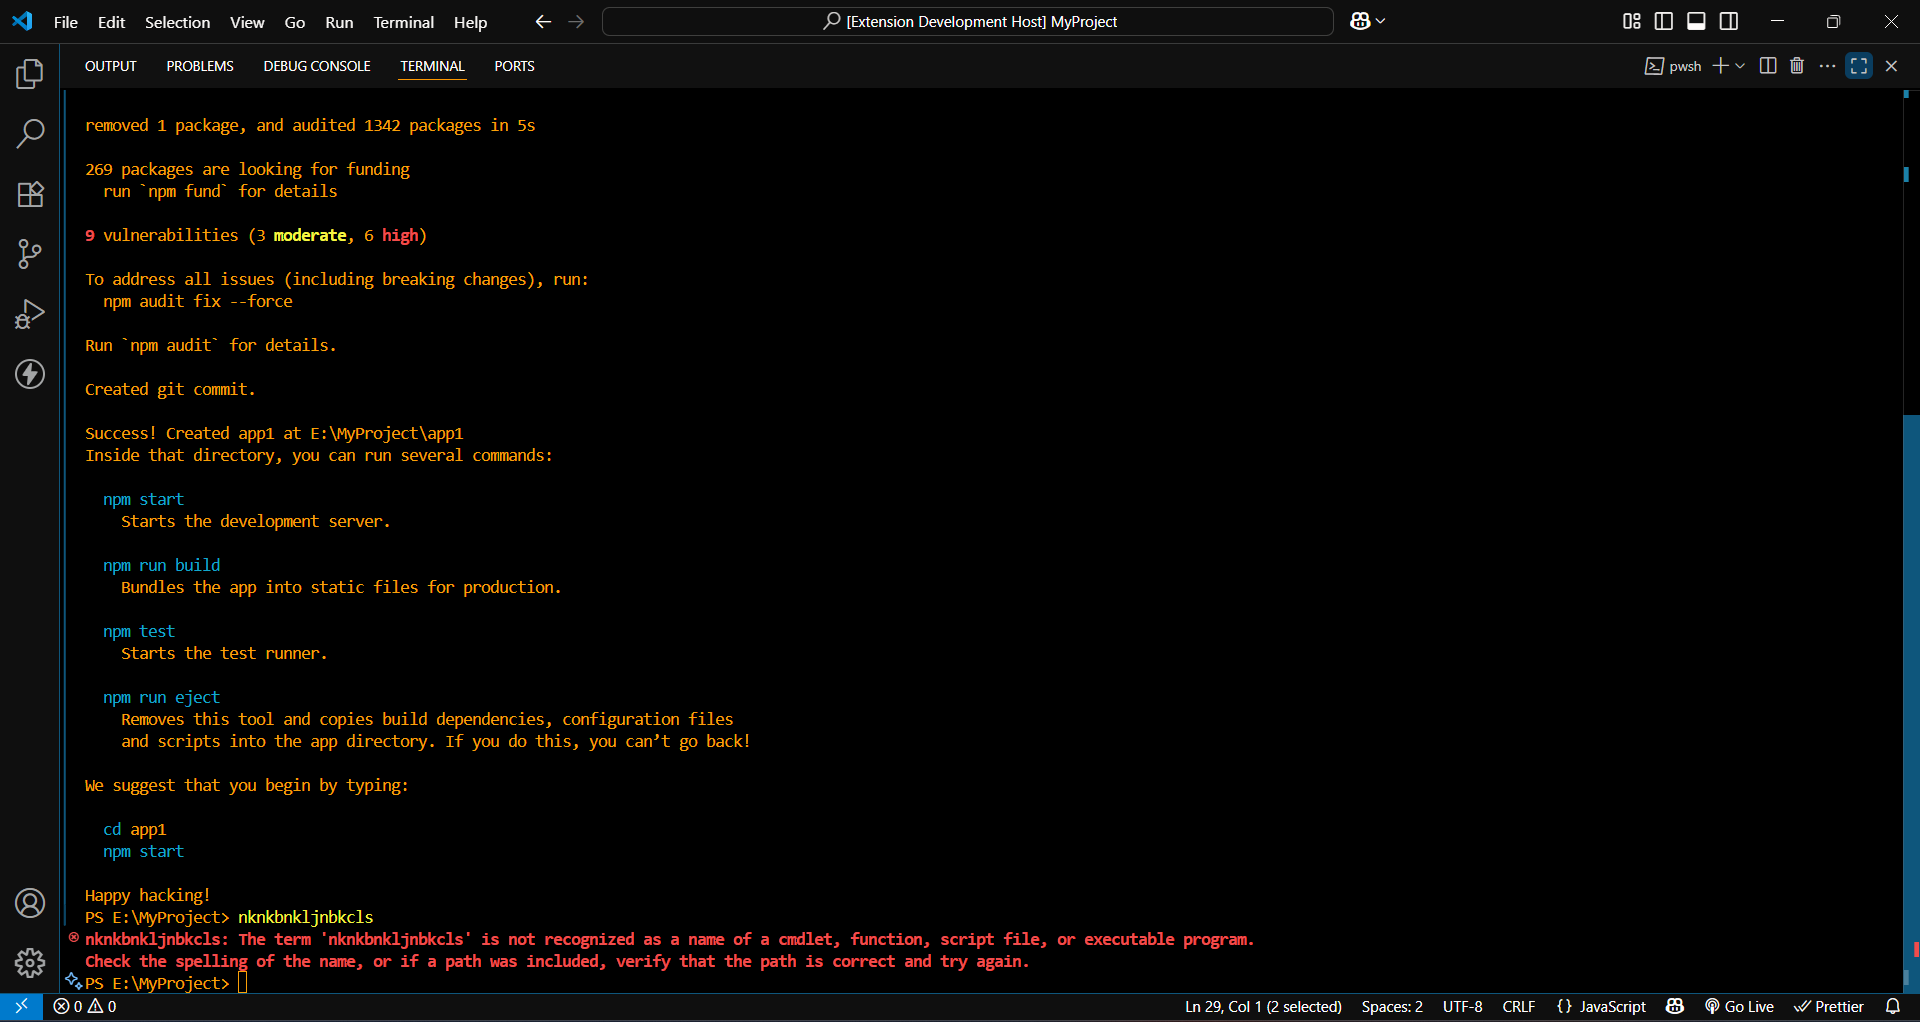 File Edit Selection View Go Run Terminal Help [Extension Development Host] MyProject
OUTPUT PROBLEMS DEBUG CONSOLE TERMINAL PORTS pwsh
removed 1 package, and audited 1342 packages in 5s
269 packages are looking for funding
run `npm fund` for details
9 vulnerabilities (3 moderate, 6 high)
To address all issues (including breaking changes), run:
npm audit fix --force
Run `npm audit` for details.
Created git commit.
Success! Created app1 at E:\MyProject\app1
Inside that directory, you can run several commands:
npm start
Starts the development server.
npm run build
Bundles the app into static files for production.
npm test
Starts the test runner.
npm run eject
Removes this tool and copies build dependencies, configuration files
and scripts into the app directory. If you do this, you can’t go back!
We suggest that you begin by typing:
cd app1
npm start
Happy hacking!
PS E:\MyProject> nknkbnkljnbkcls
nknkbnkljnbkcls: The term 'nknkbnkljnbkcls' is not recognized as a name of a cmdlet, function, script file, or executable program.
Check the spelling of the name, or if a path was included, verify that the path is correct and try again.
PS E:\MyProject>
0 0 Ln 29, Col 1 (2 selected) Spaces: 2 UTF-8 CRLF {} JavaScript Go Live Prettier